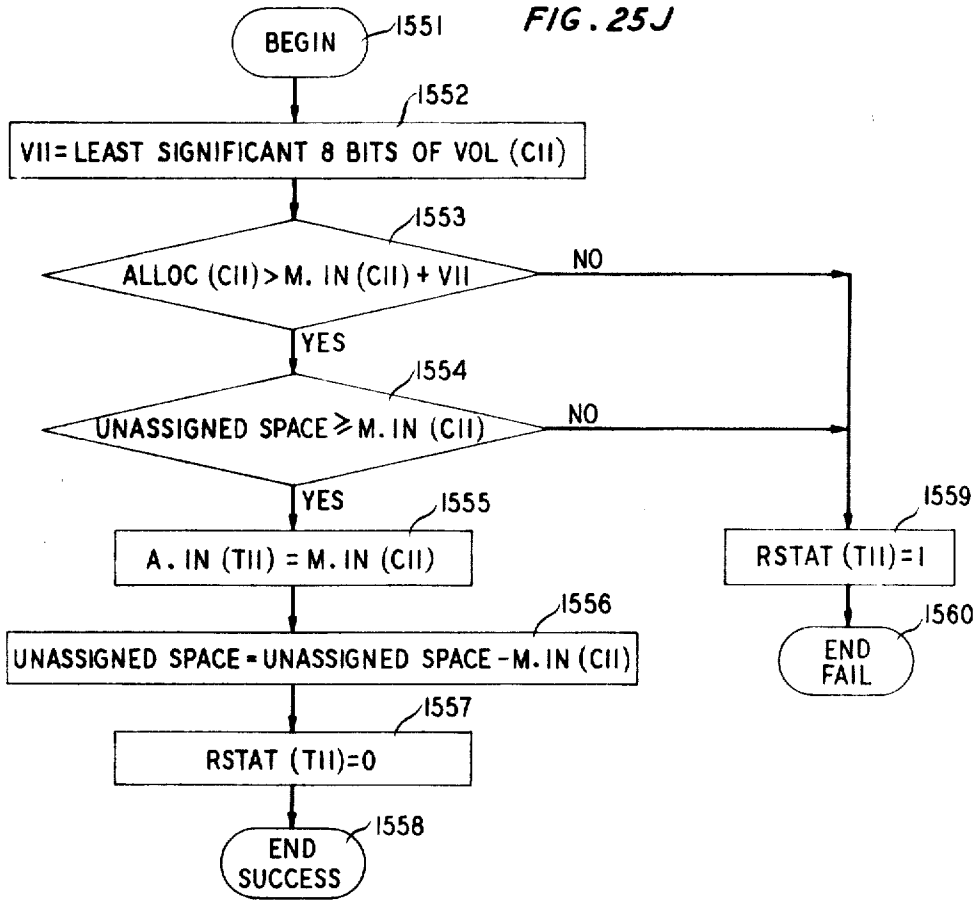 FIG. 25J
BEGIN
1551
1552
VII=LEAST SIGNIFICANT 8 BITS OF VOL (CII)
1553
ALLOC (CII) > M. IN (CII) + VII
NO
YES
1554
UNASSIGNED SPACE ≥ M. IN (CII)
NO
YES
1555
A. IN (TII) = M. IN (CII)
1559
RSTAT (TII) = 1
1556
UNASSIGNED SPACE = UNASSIGNED SPACE - M. IN (CII)
1560
END
FAIL
1557
RSTAT (TII)=0
1558
END
SUCCESS